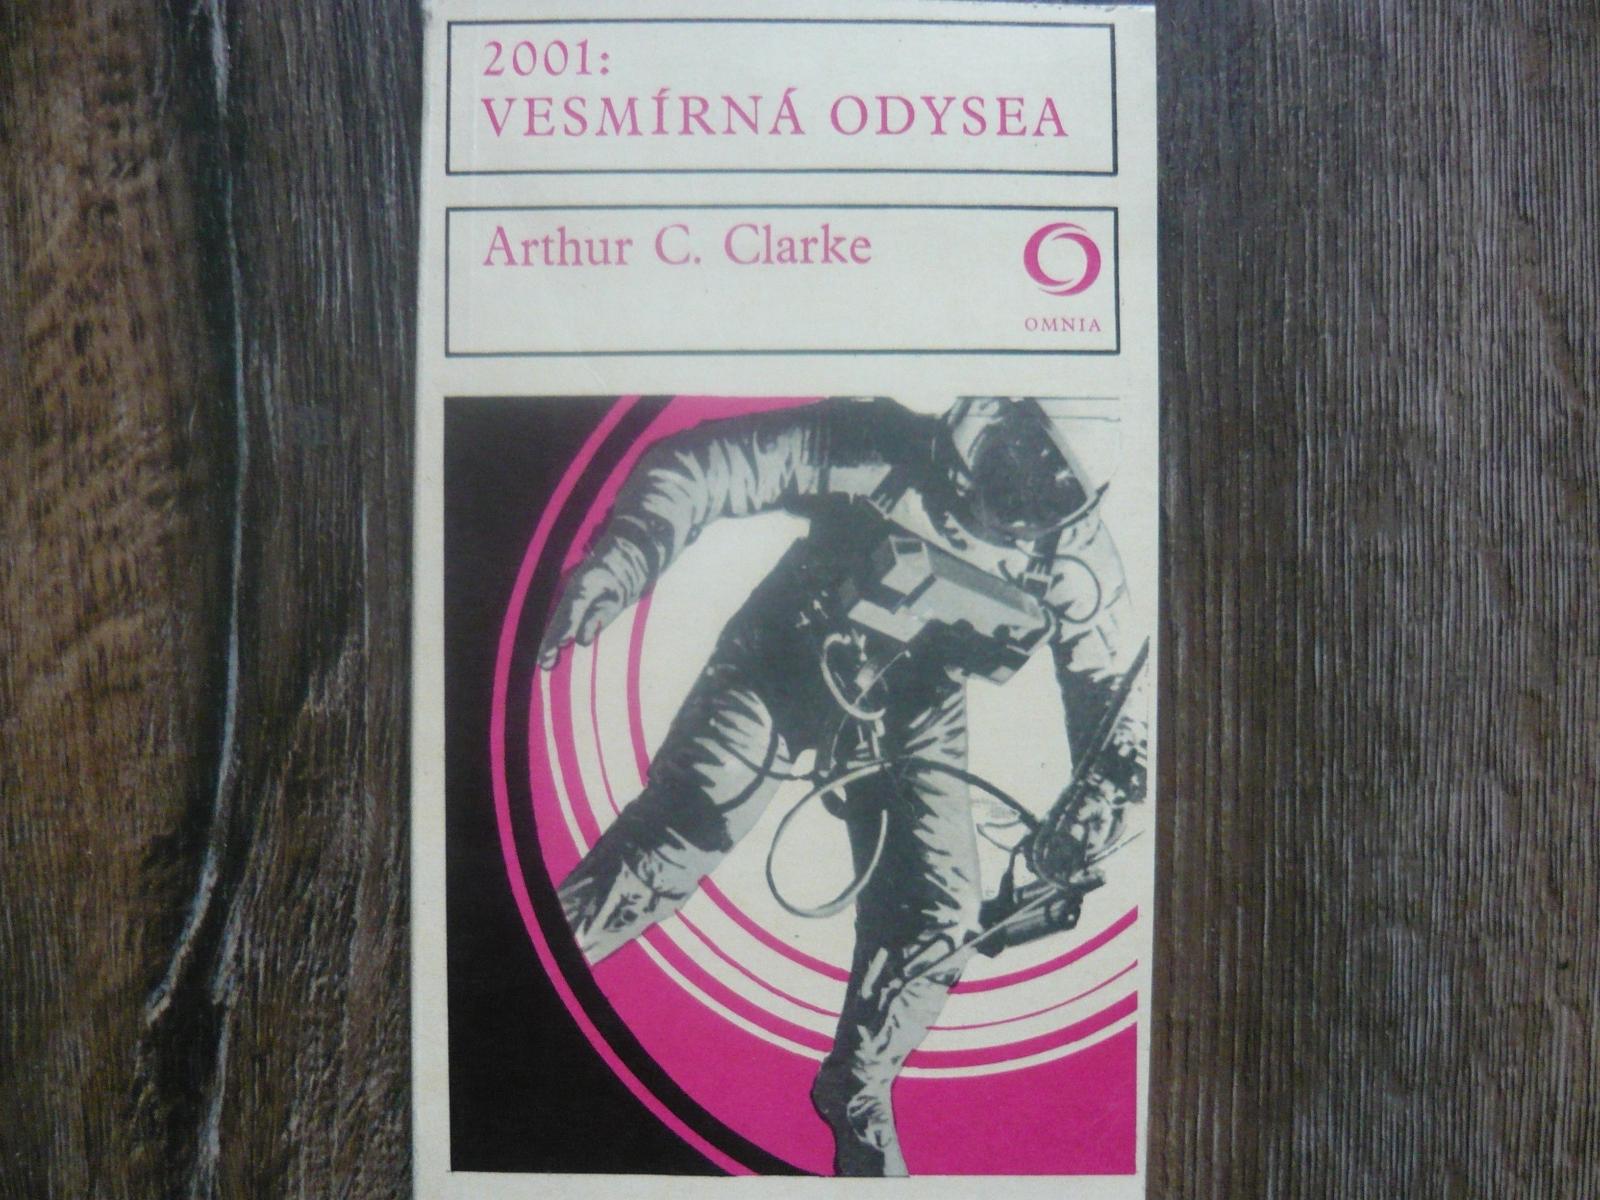 2001:
VESMÍRNÁ ODYSEA
Arthur C. Clarke
OMNIA